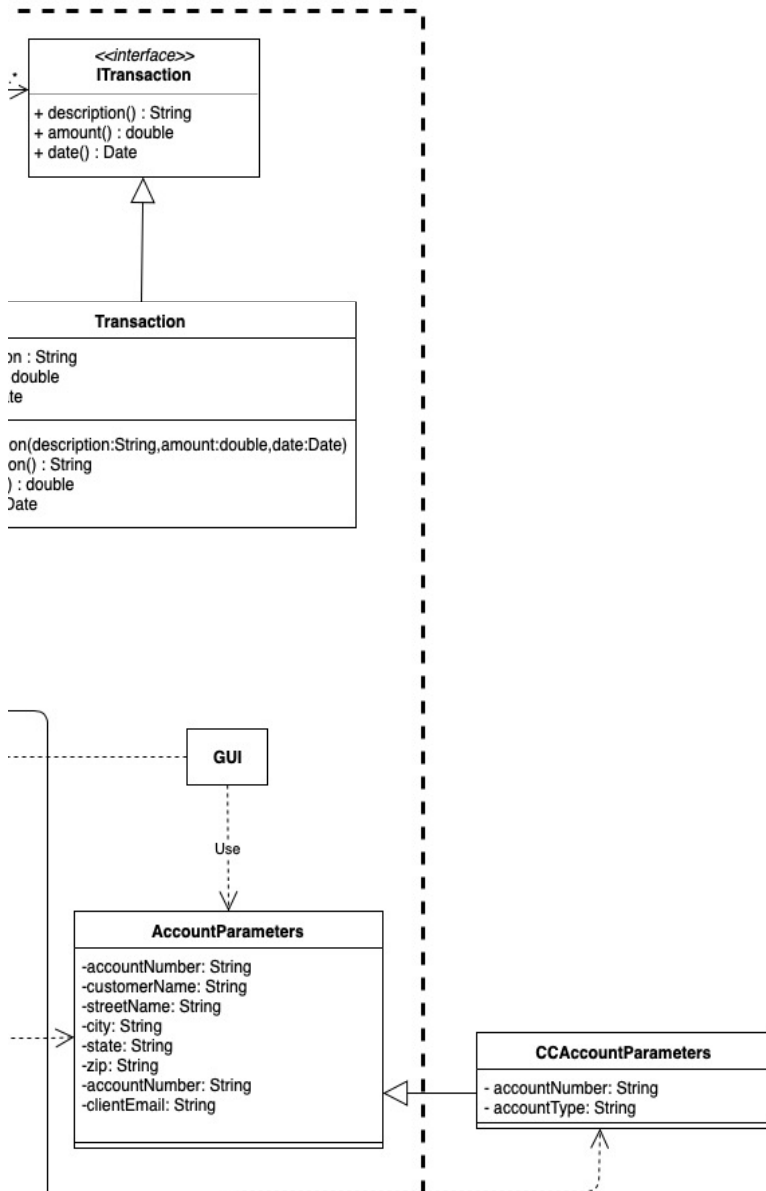 <<interface>>
ITransaction
.*
+ description() : String
+ amount() : double
+ date() : Date
Transaction
on : String
double
te
on(description:String,amount:double,date:Date)
on() : String
) : double
Date
GUI
Use
AccountParameters
-accountNumber: String
-customerName: String
-streetName: String
-city: String
-state: String
-zip: String
-accountNumber: String
-clientEmail: String
CCAccountParameters
- accountNumber: String
- accountType: String